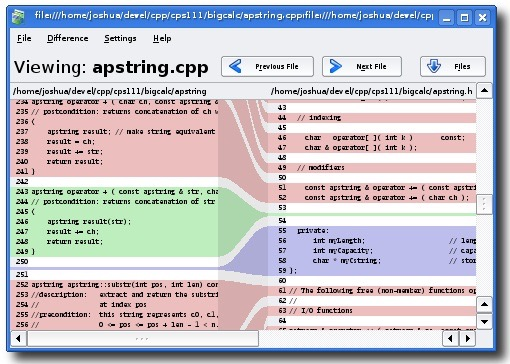 file:///home/joshua/devel/cpp/cps111/bigcalc/apstring.cpp:file:///home/joshua/devel/cp
File Difference Settings Help
Viewing: apstring.cpp
Previous File
Next File
Files
/home/joshua/devel/cpp/cps111/bigcalc/apstring
234 apstring operator + ( char ch, const apstring &
235 // postcondition: returns concatenation of ch w
236 {
237 apstring result; // make string equivalent
238 result = ch;
239 result += str;
240 return result;
241 }
242
243 apstring operator + ( const apstring & str, cha
244 // postcondition: returns concatenation of str
245 {
246 apstring result(str);
247 result += ch;
248 return result;
249 }
250
251
252 apstring apstring::substr(int pos, int len) con
253 //description: extract and return the substri
254 // at index pos
255 //precondition: this string represents c0, c1,
256 // 0 <= pos <= pos + len - 1 < n.
/home/joshua/devel/cpp/cps111/bigcalc/apstring.h
43
44 // indexing
45
46 char operator[ ]( int k ) const;
47 char & operator[ ]( int k );
48
49 // modifiers
50
51 const apstring & operator += ( const apstri
52 const apstring & operator += ( char ch );
53
54
55 private:
56 int myLength; // leng
57 int myCapacity; // capa
58 char * myCstring; // stor
59 };
60
61 // The following free (non-member) functions op
62 //
63 // I/O functions
64